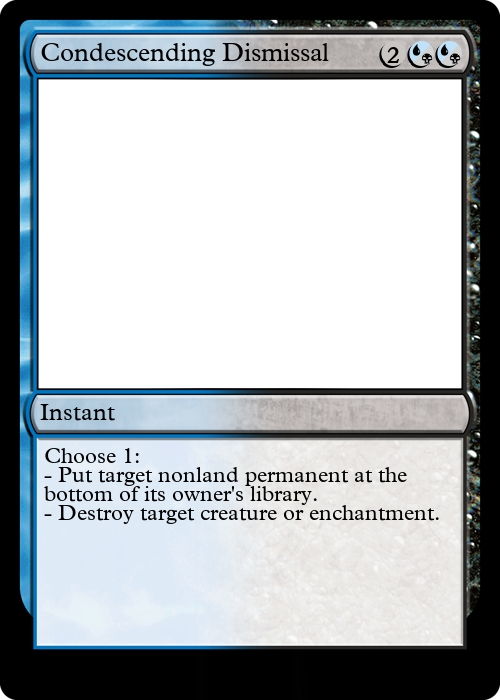 Condescending Dismissal 2
Instant
Choose 1:
- Put target nonland permanent at the
bottom of its owner's library.
- Destroy target creature or enchantment.